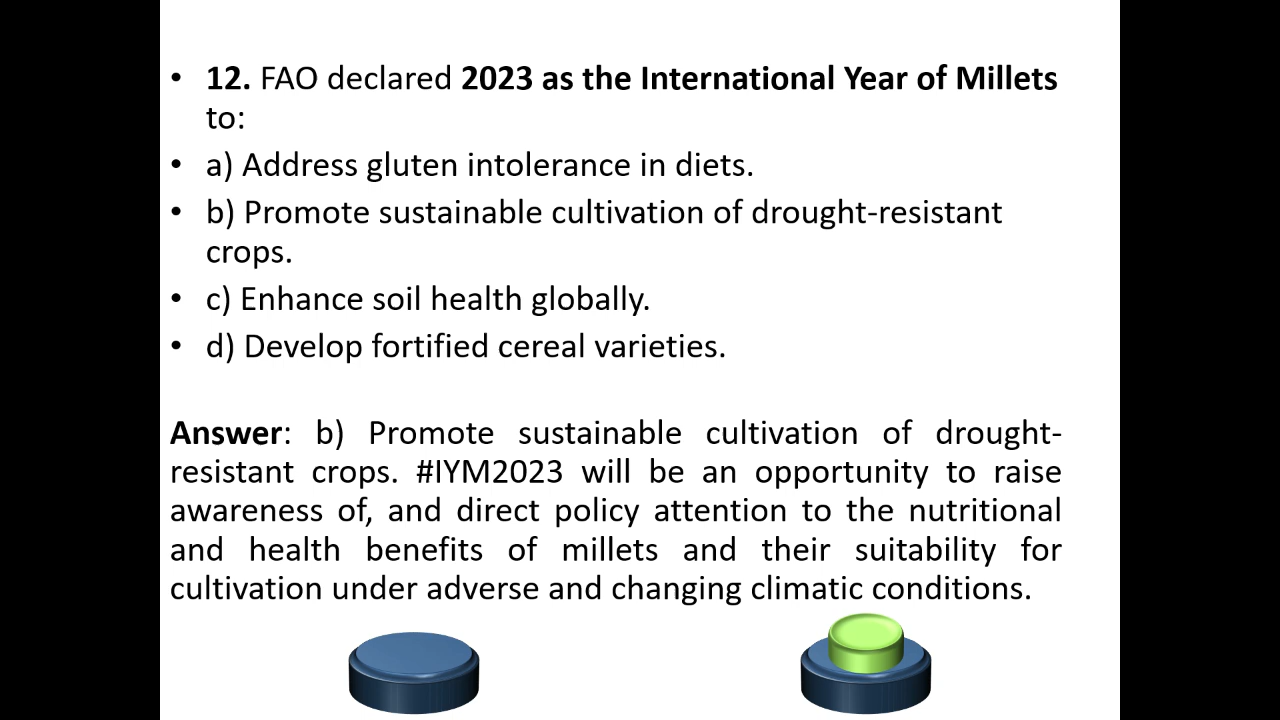 • 12. FAO declared 2023 as the International Year of Millets
to:
• a) Address gluten intolerance in diets.
• b) Promote sustainable cultivation of drought-resistant
crops.
• c) Enhance soil health globally.
• d) Develop fortified cereal varieties.
Answer: b) Promote sustainable cultivation of drought-
resistant crops. #IYM2023 will be an opportunity to raise
awareness of, and direct policy attention to the nutritional
and health benefits of millets and their suitability for
cultivation under adverse and changing climatic conditions.